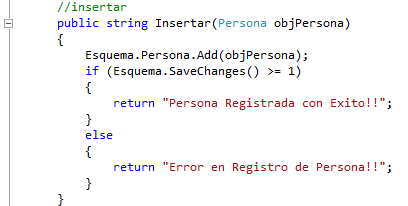 //insertar
public string Insertar(Persona objPersona)
{
Esquema.Persona.Add(objPersona);
if (Esquema.SaveChanges() >= 1)
{
return "Persona Registrada con Exito!!";
}
else
{
return "Error en Registro de Persona!!";
}
}